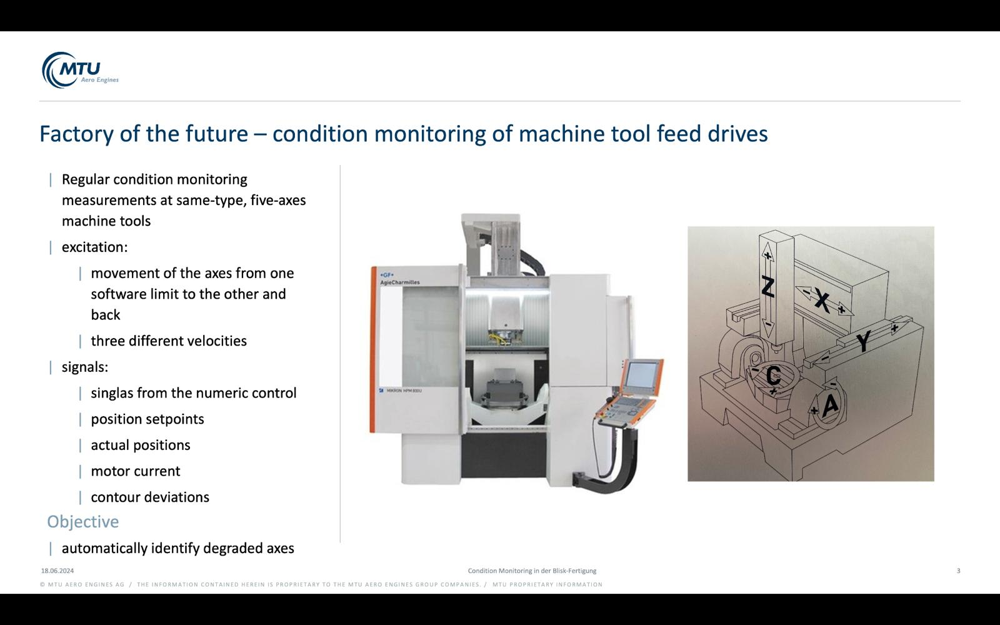 MTU
Aero Engines
Factory of the future – condition monitoring of machine tool feed drives
Regular condition monitoring
measurements at same-type, five-axes
machine tools
excitation:
movement of the axes from one
software limit to the other and
back
three different velocities
signals:
singlas from the numeric control
position setpoints
actual positions
motor current
contour deviations
Objective
automatically identify degraded axes
+GF+
AgieCharmilles
MIKRON HPM 800U
+
Z
-
- X +
- Y +
- C +
- A +
18.06.2024
Condition Monitoring in der Blisk-Fertigung
3
© MTU AERO ENGINES AG / THE INFORMATION CONTAINED HEREIN IS PROPRIETARY TO THE MTU AERO ENGINES GROUP COMPANIES. / MTU PROPRIETARY INFORMATION